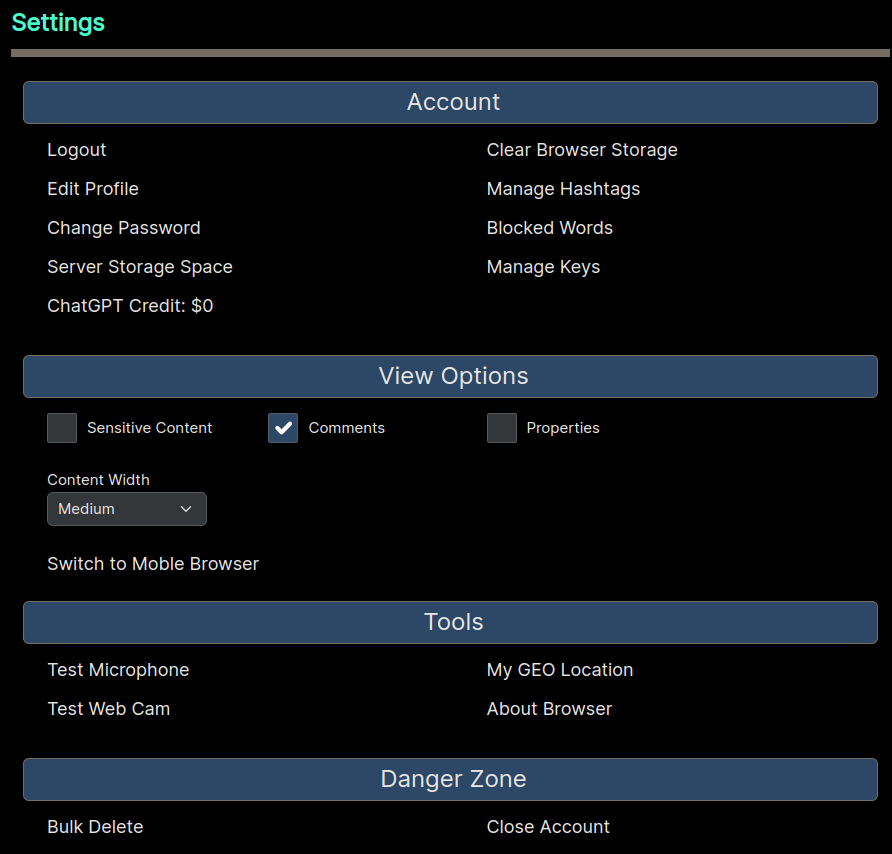 Settings
Account
Logout
Clear Browser Storage
Edit Profile
Manage Hashtags
Change Password
Blocked Words
Server Storage Space
Manage Keys
ChatGPT Credit: $0
View Options
Sensitive Content
Comments
Properties
Content Width
Medium
Switch to Moble Browser
Tools
Test Microphone
My GEO Location
Test Web Cam
About Browser
Danger Zone
Bulk Delete
Close Account